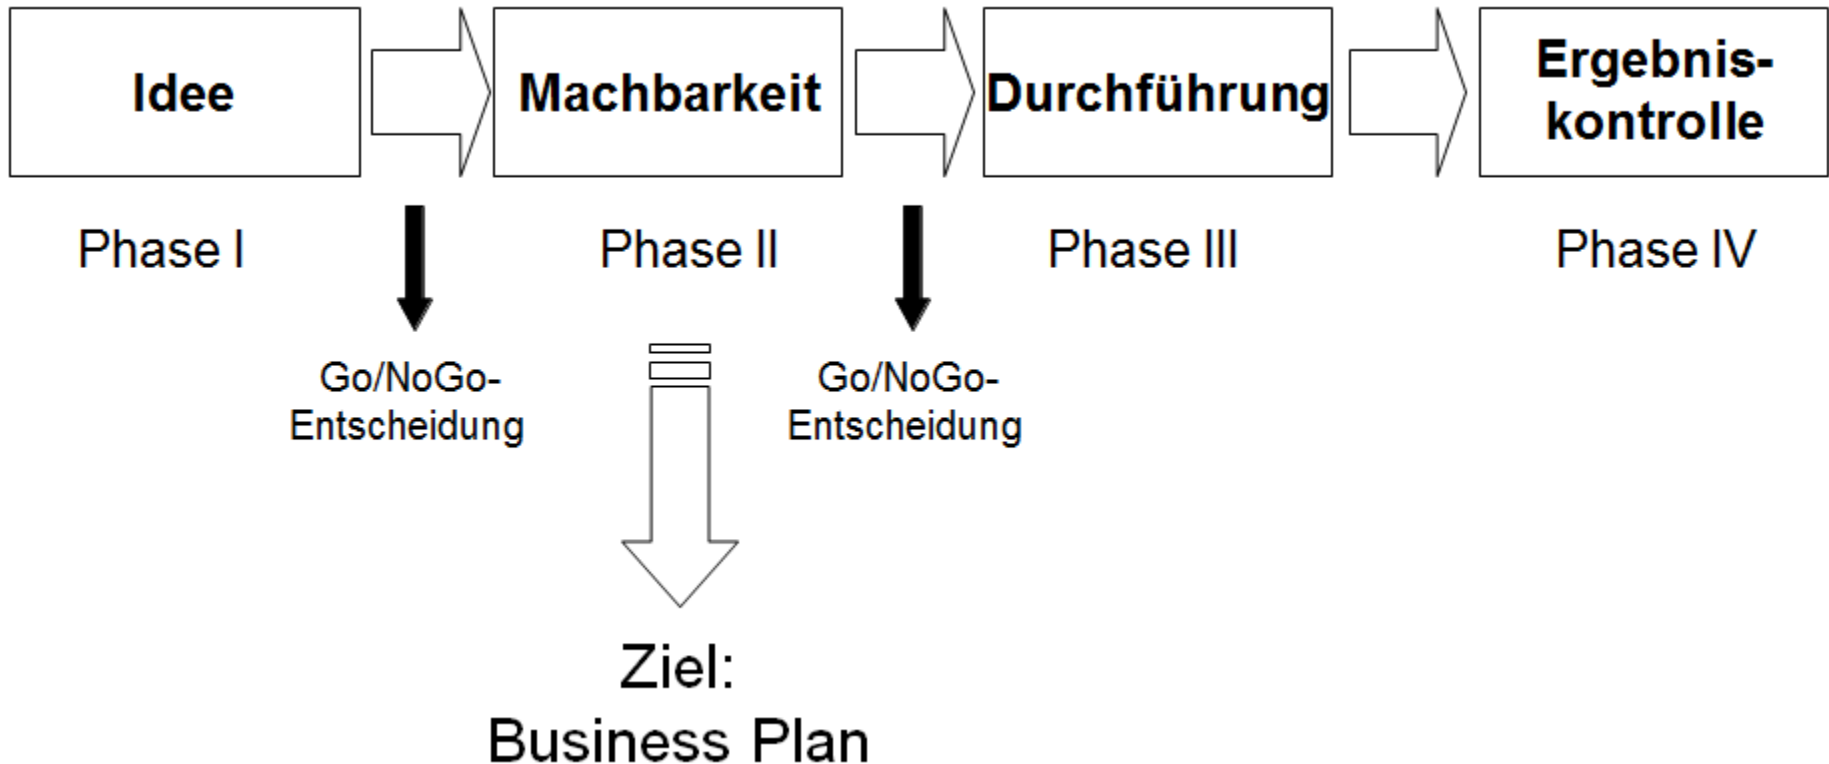 Idee
Machbarkeit
Durchführung
Ergebnis-
kontrolle
Phase I
Phase II
Phase III
Phase IV
Go/NoGo-
Entscheidung
Go/NoGo-
Entscheidung
Ziel:
Business Plan